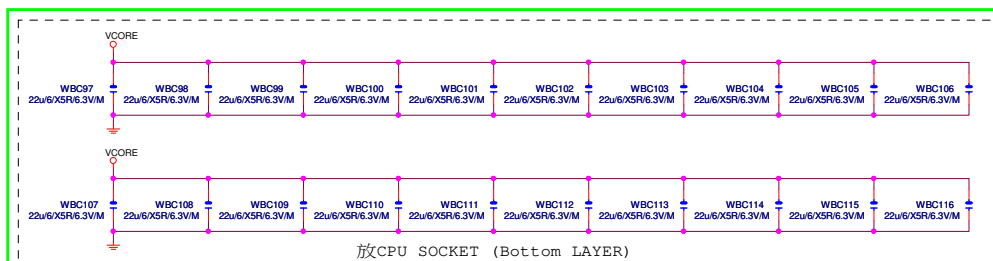 VCORE
WBC97 WBC98 WBC99 WBC100 WBC101 WBC102 WBC103 WBC104 WBC105 WBC106
22u/6/X5R/6.3V/M 22u/6/X5R/6.3V/M 22u/6/X5R/6.3V/M 22u/6/X5R/6.3V/M 22u/6/X5R/6.3V/M 22u/6/X5R/6.3V/M 22u/6/X5R/6.3V/M 22u/6/X5R/6.3V/M 22u/6/X5R/6.3V/M 22u/6/X5R/6.3V/M
VCORE
WBC107 WBC108 WBC109 WBC110 WBC111 WBC112 WBC113 WBC114 WBC115 WBC116
22u/6/X5R/6.3V/M 22u/6/X5R/6.3V/M 22u/6/X5R/6.3V/M 22u/6/X5R/6.3V/M 22u/6/X5R/6.3V/M 22u/6/X5R/6.3V/M 22u/6/X5R/6.3V/M 22u/6/X5R/6.3V/M 22u/6/X5R/6.3V/M 22u/6/X5R/6.3V/M
放CPU SOCKET (Bottom LAYER)